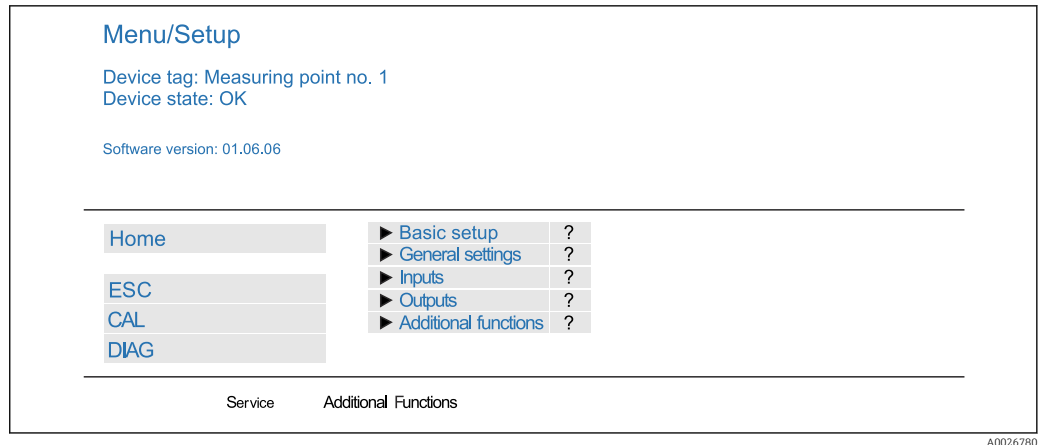 Menu/Setup
Device tag: Measuring point no. 1
Device state: OK
Software version: 01.06.06
Home
ESC
CAL
DIAG
► Basic setup ?
► General settings ?
► Inputs ?
► Outputs ?
► Additional functions ?
Service Additional Functions
A0026780